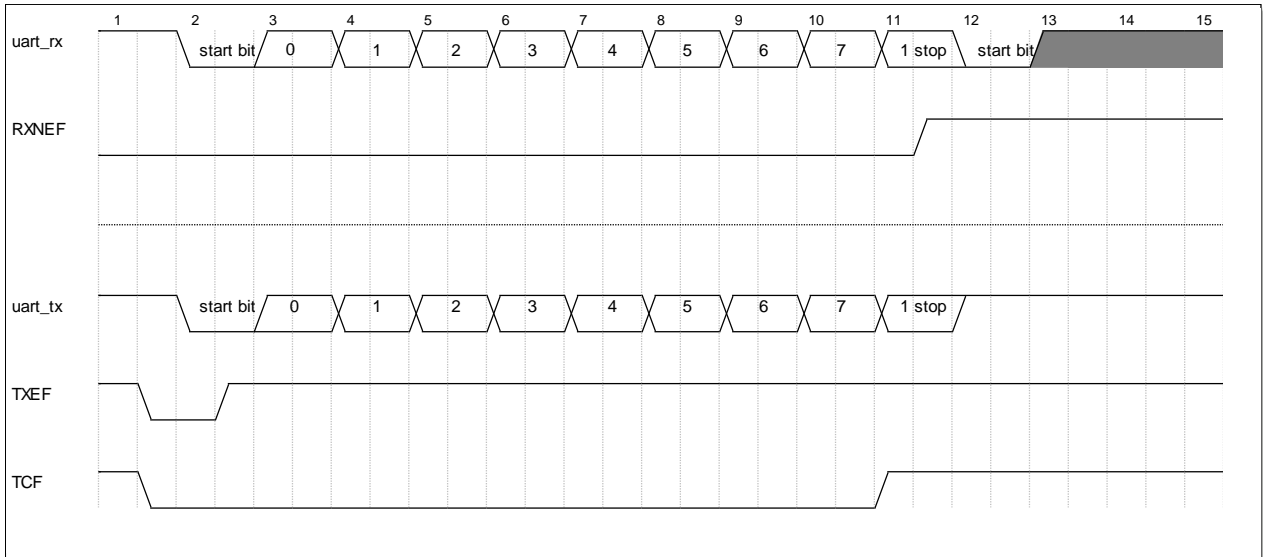 1 2 3 4 5 6 7 8 9 10 11 12 13 14 15
uart_rx start bit 0 1 2 3 4 5 6 7 1 stop start bit
RXNEF
uart_tx start bit 0 1 2 3 4 5 6 7 1 stop
TXEF
TCF